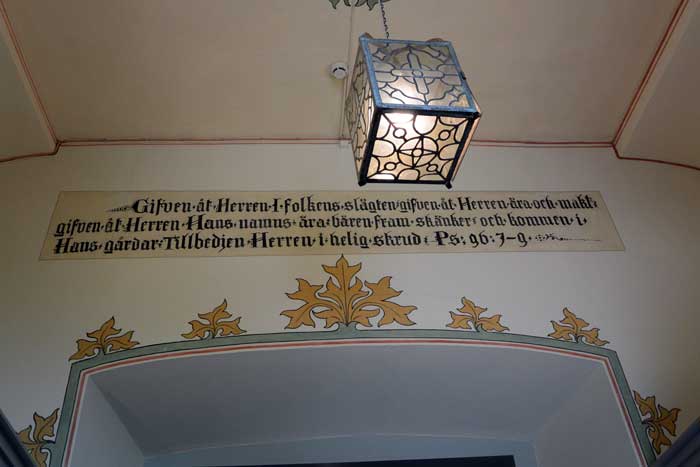 Gifven·åt·Herren·I·folkens·slägten·gifven·åt·Herren·ära·och·makt·
gifven·åt·Herren·Hans·namns·ära·bären·fram·skänker·och·kommen·i·
Hans·gårdar·Tillbedjen·Herren·i·helig·skrud·Ps; 96: 7-9.